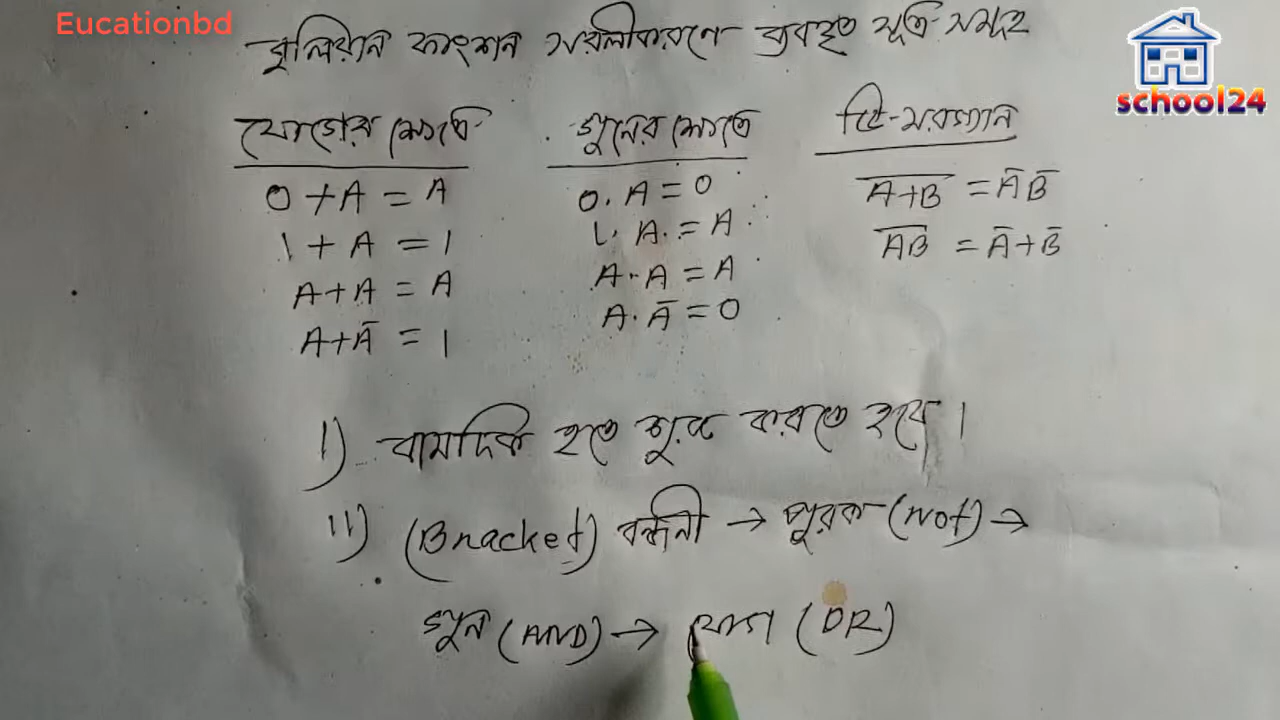 Eucationbd
বুলিয়ান ফাংশন সরলীকরণে ব্যবহৃত সূত্র সমূহ
school24
যোগের ক্ষেত্রে
0 + A = A
1 + A = 1
A + A = A
A + Ā = 1
গুনের ক্ষেত্রে
0 . A = 0
1 . A = A
A . A = A
A . Ā = 0
ডি-মরগ্যান
A̅+̅B̅ = ĀB̄
A̅B̅ = Ā + B̄
I) বামদিক হতে শুরু করতে হবে।
II) (Bracket) বন্ধনী → পুরক (Not) →
গুন (AND) → যোগ (OR)